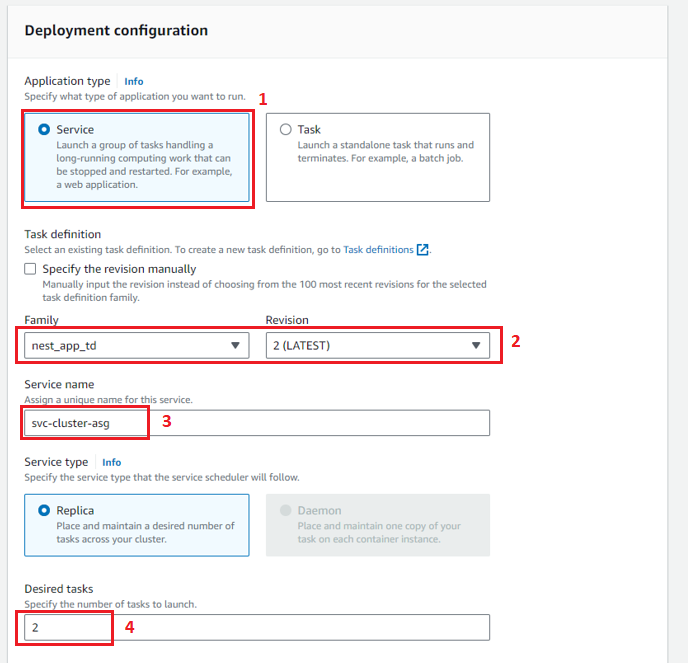 Deployment configuration
Application type Info
Specify what type of application you want to run.
1
Service
Launch a group of tasks handling a
long-running computing work that can
be stopped and restarted. For example,
a web application.
Task
Launch a standalone task that runs and
terminates. For example, a batch job.
Task definition
Select an existing task definition. To create a new task definition, go to Task definitions.
Specify the revision manually
Manually input the revision instead of choosing from the 100 most recent revisions for the selected
task definition family.
Family
Revision
nest_app_td
2 (LATEST)
2
Service name
Assign a unique name for this service.
svc-cluster-asg
3
Service type Info
Specify the service type that the service scheduler will follow.
Replica
Place and maintain a desired number of
tasks across your cluster.
Daemon
Place and maintain one copy of your
task on each container instance.
Desired tasks
Specify the number of tasks to launch.
2
4